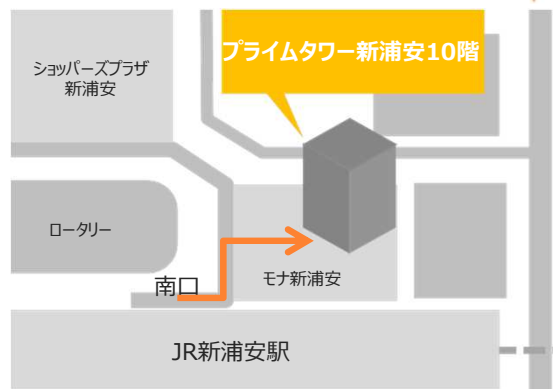 プライムタワー新浦安10階
ショッパーズプラザ
新浦安
ロータリー
南口
モナ新浦安
JR新浦安駅